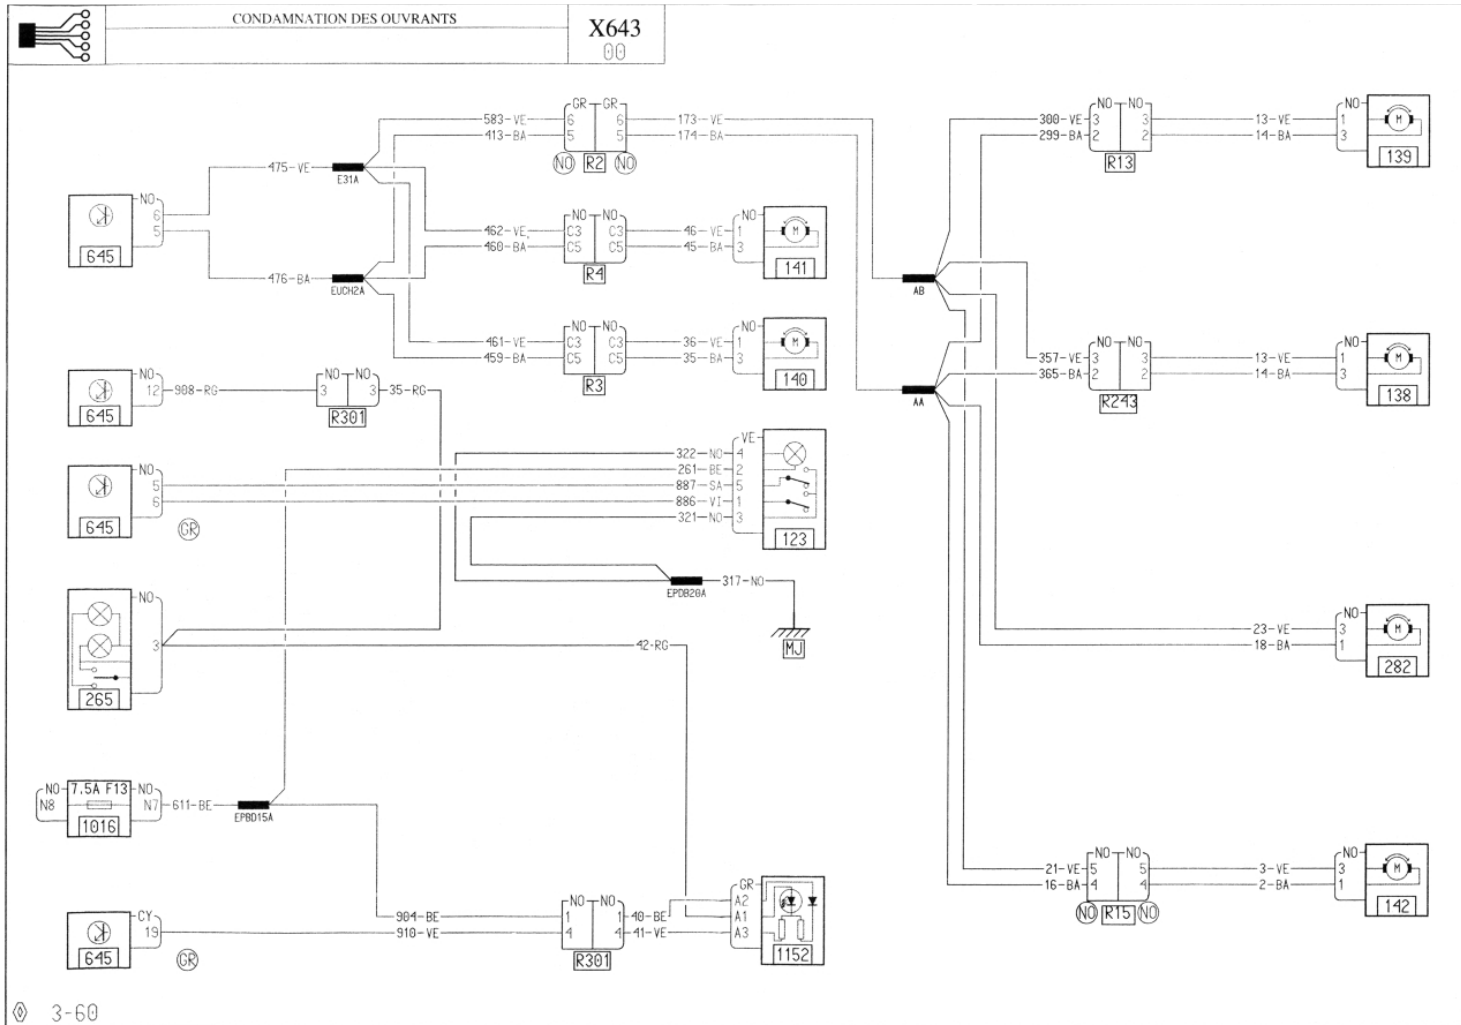 CONDAMNATION DES OUVRANTS
X643
00
NO
6
5
645
475-VE
E31A
476-BA
EUCH2A
583-VE
413-BA
GR GR
6 6
5 5
NO R2 NO
173-VE
174-BA
462-VE
460-BA
NO NO
C3 C3
C5 C5
R4
46-VE
45-BA
NO
1
3
141
461-VE
459-BA
NO NO
C3 C3
C5 C5
R3
36-VE
35-BA
NO
1
3
140
NO
12
645
908-RG
NO NO
3 3
R301
35-RG
NO
5
6
645
GR
322-NO
261-BE
887-SA
886-VI
321-NO
VE
4
2
5
1
3
123
EPDB20A
317-NO
MJ
NO
3
265
42-RG
NO 7.5A F13 NO
N8 N7
1016
611-BE
EPBD15A
CY
19
645
GR
904-BE
910-VE
NO NO
1 1
4 4
R301
40-BE
41-VE
GR
A2
A1
A3
1152
AB
AA
300-VE
299-BA
NO NO
3 3
2 2
R13
13-VE
14-BA
NO
1
3
M
139
357-VE
365-BA
NO NO
3 3
2 2
R243
13-VE
14-BA
NO
1
3
M
138
23-VE
18-BA
NO
3
1
M
282
21-VE
16-BA
NO NO
5 5
4 4
NO R15 NO
3-VE
2-BA
NO
3
1
M
142
3-60